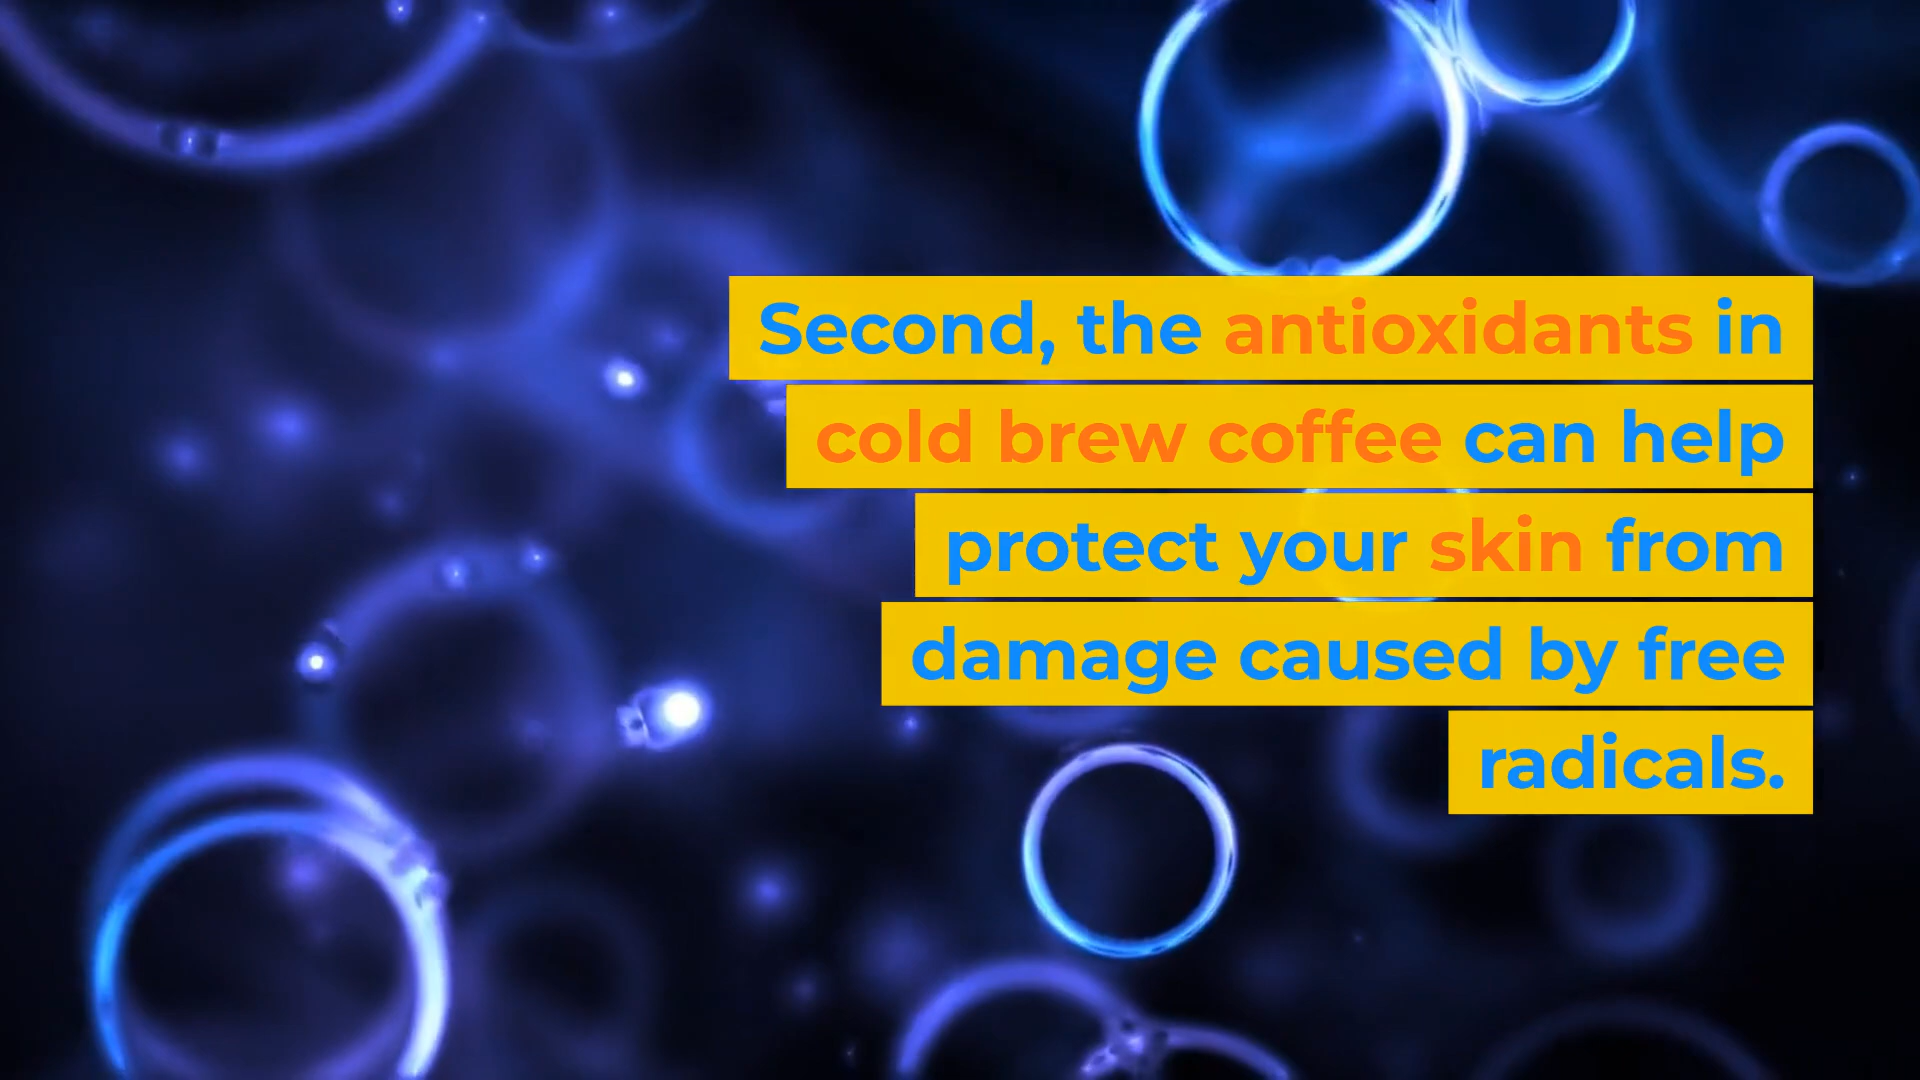 Second, the antioxidants in
cold brew coffee can help
protect your skin from
damage caused by free
radicals.